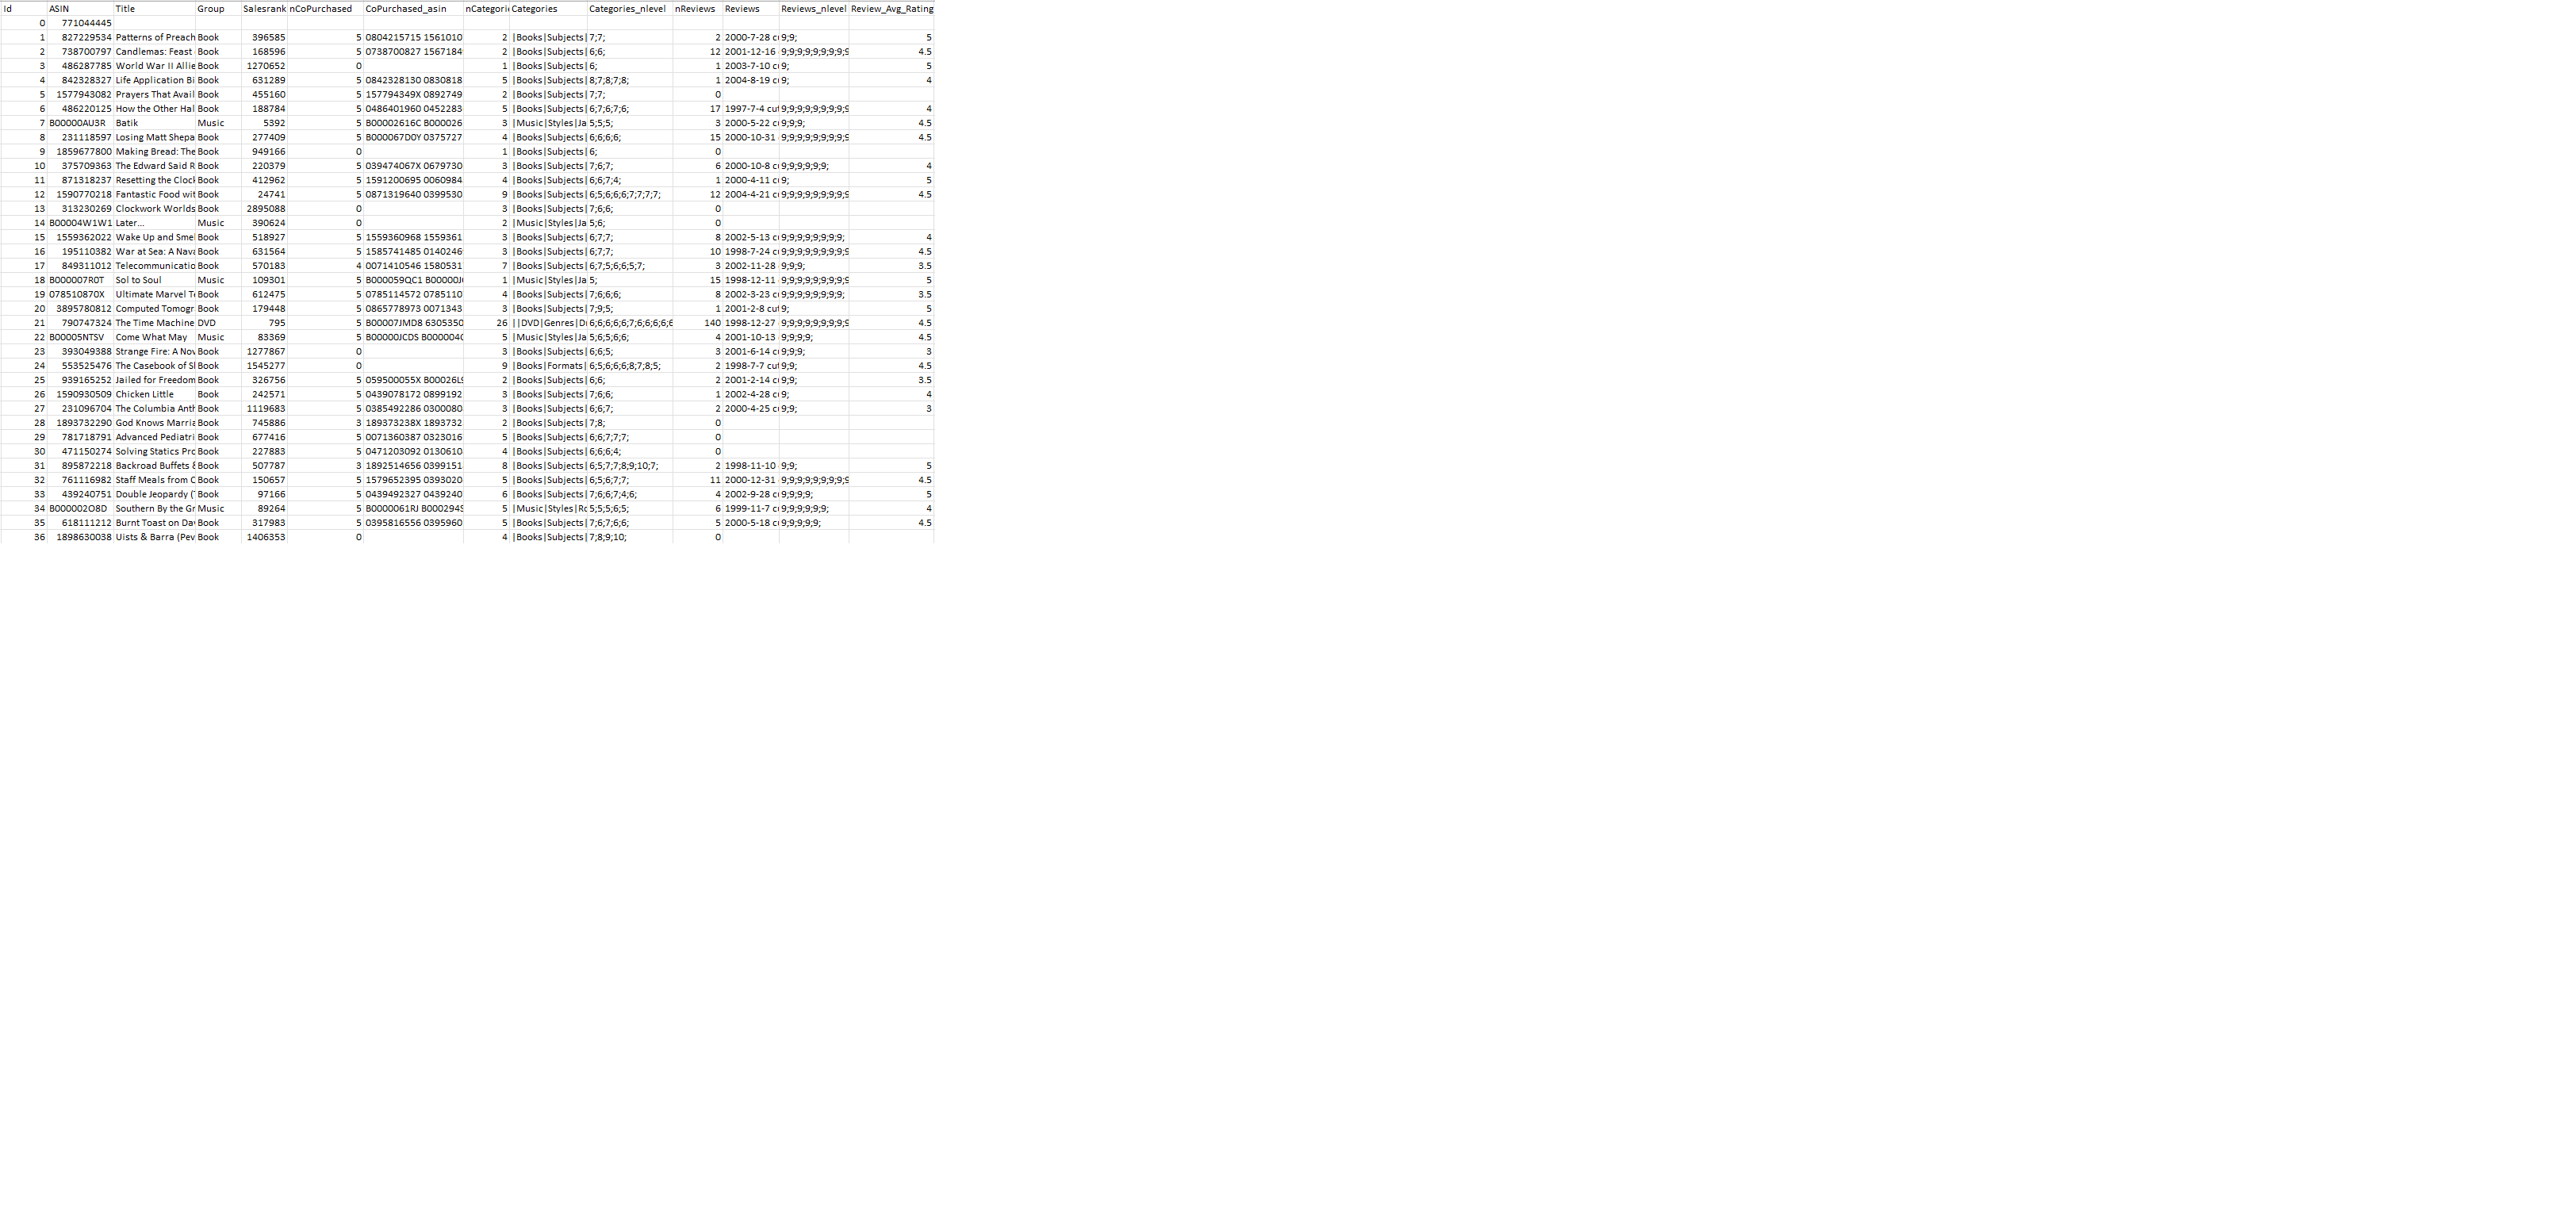 Id ASIN Title Group Salesrank nCoPurchased CoPurchased_asin nCategori Categories Categories_nlevel nReviews Reviews Reviews_nlevel Review_Avg_Rating
0 771044445
1 827229534 Patterns of Preach Book 396585 5 0804215715 1561010 2 |Books|Subjects| 7;7; 2 2000-7-28 c 9;9; 5
2 738700797 Candlemas: Feast Book 168596 5 0738700827 1567184 2 |Books|Subjects| 6;6; 12 2001-12-16 9;9;9;9;9;9;9;9;9 4.5
3 486287785 World War II Allie Book 1270652 0 1 |Books|Subjects| 6; 1 2003-7-10 c 9; 5
4 842328327 Life Application Bi Book 631289 5 0842328130 0830818 5 |Books|Subjects| 8;7;8;7;8; 1 2004-8-19 c 9; 4
5 1577943082 Prayers That Avail Book 455160 5 157794349X 0892749 2 |Books|Subjects| 7;7; 0
6 486220125 How the Other Hal Book 188784 5 0486401960 0452283 5 |Books|Subjects| 6;7;6;7;6; 17 1997-7-4 cut 9;9;9;9;9;9;9;9;9 4
7 B00000AU3R Batik Music 5392 5 B00002616C B000026 3 |Music|Styles|Ja 5;5;5; 3 2000-5-22 c 9;9;9; 4.5
8 231118597 Losing Matt Shepa Book 277409 5 B000067D0Y 0375727 4 |Books|Subjects| 6;6;6;6; 15 2000-10-31 9;9;9;9;9;9;9;9;9 4.5
9 1859677800 Making Bread: The Book 949166 0 1 |Books|Subjects| 6; 0
10 375709363 The Edward Said R Book 220379 5 039474067X 0679730 3 |Books|Subjects| 7;6;7; 6 2000-10-8 c 9;9;9;9;9;9; 4
11 871318237 Resetting the Clock Book 412962 5 1591200695 0060984 4 |Books|Subjects| 6;6;7;4; 1 2000-4-11 c 9; 5
12 1590770218 Fantastic Food wit Book 24741 5 0871319640 0399530 9 |Books|Subjects| 6;5;6;6;6;7;7;7;7; 12 2004-4-21 c 9;9;9;9;9;9;9;9;9 4.5
13 313230269 Clockwork Worlds Book 2895088 0 3 |Books|Subjects| 7;6;6; 0
14 B00004W1W1 Later... Music 390624 0 2 |Music|Styles|Ja 5;6; 0
15 1559362022 Wake Up and Smel Book 518927 5 1559360968 1559361 3 |Books|Subjects| 6;7;7; 8 2002-5-13 c 9;9;9;9;9;9;9;9; 4
16 195110382 War at Sea: A Nava Book 631564 5 1585741485 0140246 3 |Books|Subjects| 6;7;7; 10 1998-7-24 c 9;9;9;9;9;9;9;9;9 4.5
17 849311012 Telecommunicatio Book 570183 4 0071410546 1580531 7 |Books|Subjects| 6;7;5;6;6;5;7; 3 2002-11-28 9;9;9; 3.5
18 B000007R0T Sol to Soul Music 109301 5 B000059QC1 B00000J 1 |Music|Styles|Ja 5; 15 1998-12-11 9;9;9;9;9;9;9;9;9 5
19 078510870X Ultimate Marvel T Book 612475 5 0785114572 0785110 4 |Books|Subjects| 7;6;6;6; 8 2002-3-23 c 9;9;9;9;9;9;9;9; 3.5
20 3895780812 Computed Tomogr Book 179448 5 0865778973 0071343 3 |Books|Subjects| 7;9;5; 1 2001-2-8 cut 9; 5
21 790747324 The Time Machine DVD 795 5 B00007JMD8 6305350 26 ||DVD|Genres|D 6;6;6;6;6;7;6;6;6;6;6 140 1998-12-27 9;9;9;9;9;9;9;9;9 4.5
22 B00005NTSV Come What May Music 83369 5 B00000JCDS B000004 5 |Music|Styles|Ja 5;6;5;6;6; 4 2001-10-13 9;9;9;9; 4.5
23 393049388 Strange Fire: A Nov Book 1277867 0 3 |Books|Subjects| 6;6;5; 3 2001-6-14 c 9;9;9; 3
24 553525476 The Casebook of Sl Book 1545277 0 9 |Books|Formats| 6;5;6;6;6;8;7;8;5; 2 1998-7-7 cut 9;9; 4.5
25 939165252 Jailed for Freedom Book 326756 5 059500055X B00026L 2 |Books|Subjects| 6;6; 2 2001-2-14 c 9;9; 3.5
26 1590930509 Chicken Little Book 242571 5 0439078172 0899192 3 |Books|Subjects| 7;6;6; 1 2002-4-28 c 9; 4
27 231096704 The Columbia Anth Book 1119683 5 0385492286 0300080 3 |Books|Subjects| 6;6;7; 2 2000-4-25 c 9;9; 3
28 1893732290 God Knows Marria Book 745886 3 189373238X 1893732 2 |Books|Subjects| 7;8; 0
29 781718791 Advanced Pediatri Book 677416 5 0071360387 0323016 5 |Books|Subjects| 6;6;7;7;7; 0
30 471150274 Solving Statics Pro Book 227883 5 0471203092 0130610 4 |Books|Subjects| 6;6;6;4; 0
31 895872218 Backroad Buffets & Book 507787 3 1892514656 0399151 8 |Books|Subjects| 6;5;7;7;8;9;10;7; 2 1998-11-10 9;9; 5
32 761116982 Staff Meals from C Book 150657 5 1579652395 0393020 5 |Books|Subjects| 6;5;6;7;7; 11 2000-12-31 9;9;9;9;9;9;9;9;9 4.5
33 439240751 Double Jeopardy (T Book 97166 5 0439492327 0439240 6 |Books|Subjects| 7;6;6;7;4;6; 4 2002-9-28 c 9;9;9;9; 5
34 B000002O8D Southern By the Gr Music 89264 5 B0000061RJ B000294 5 |Music|Styles|Ro 5;5;5;6;5; 6 1999-11-7 c 9;9;9;9;9;9; 4
35 618111212 Burnt Toast on Dav Book 317983 5 0395816556 0395960 5 |Books|Subjects| 7;6;7;6;6; 5 2000-5-18 c 9;9;9;9;9; 4.5
36 1898630038 Uists & Barra (Pev Book 1406353 0 4 |Books|Subjects| 7;8;9;10; 0